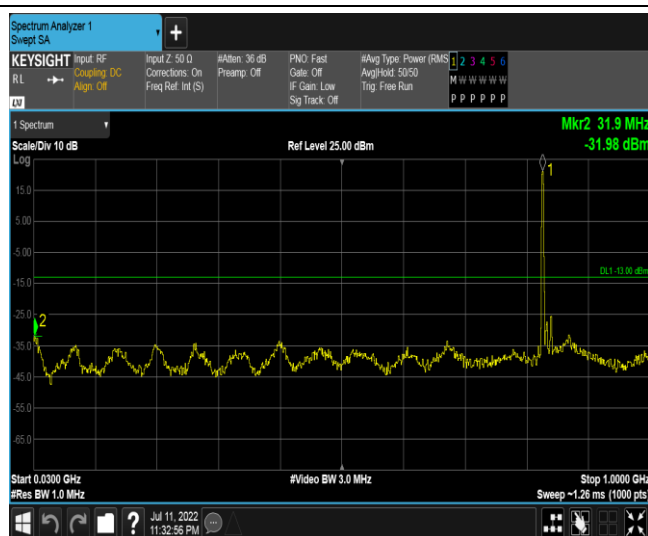 Spectrum Analyzer 1
Swept SA
+
KEYSIGHT
RL
LXI
Input: RF
Coupling: DC
Align: Off
Input Z: 50 Ω
Corrections: On
Freq Ref: Int (S)
#Atten: 36 dB
Preamp: Off
PNO: Fast
Gate: Off
IF Gain: Low
Sig Track: Off
#Avg Type: Power (RMS
Avg|Hold: 50/50
Trig: Free Run
1 2 3 4 5 6
M W W W W W
P P P P P P
1 Spectrum
Mkr2 31.9 MHz
Scale/Div 10 dB
Ref Level 25.00 dBm
-31.98 dBm
Log
1
15.0
5.00
-5.00
DL1 -13.00 dBm
-15.0
-25.0
2
-35.0
-45.0
-55.0
-65.0
Start 0.0300 GHz
#Video BW 3.0 MHz
Stop 1.0000 GHz
#Res BW 1.0 MHz
Sweep ~1.26 ms (1000 pts)
?
Jul 11, 2022
11:32:56 PM